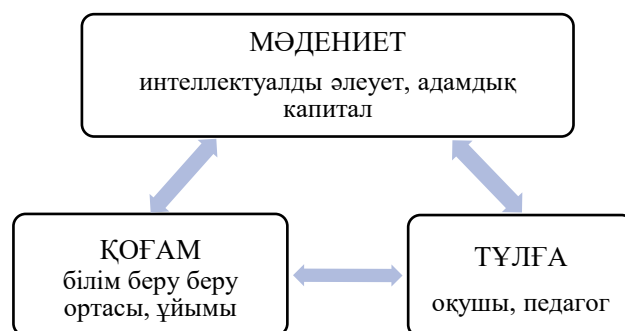 МӘДЕНИЕТ
интеллектуалды әлеует, адамдық
капитал
ҚОҒАМ
білім беру беру
ортасы, ұйымы
ТҰЛҒА
оқушы, педагог